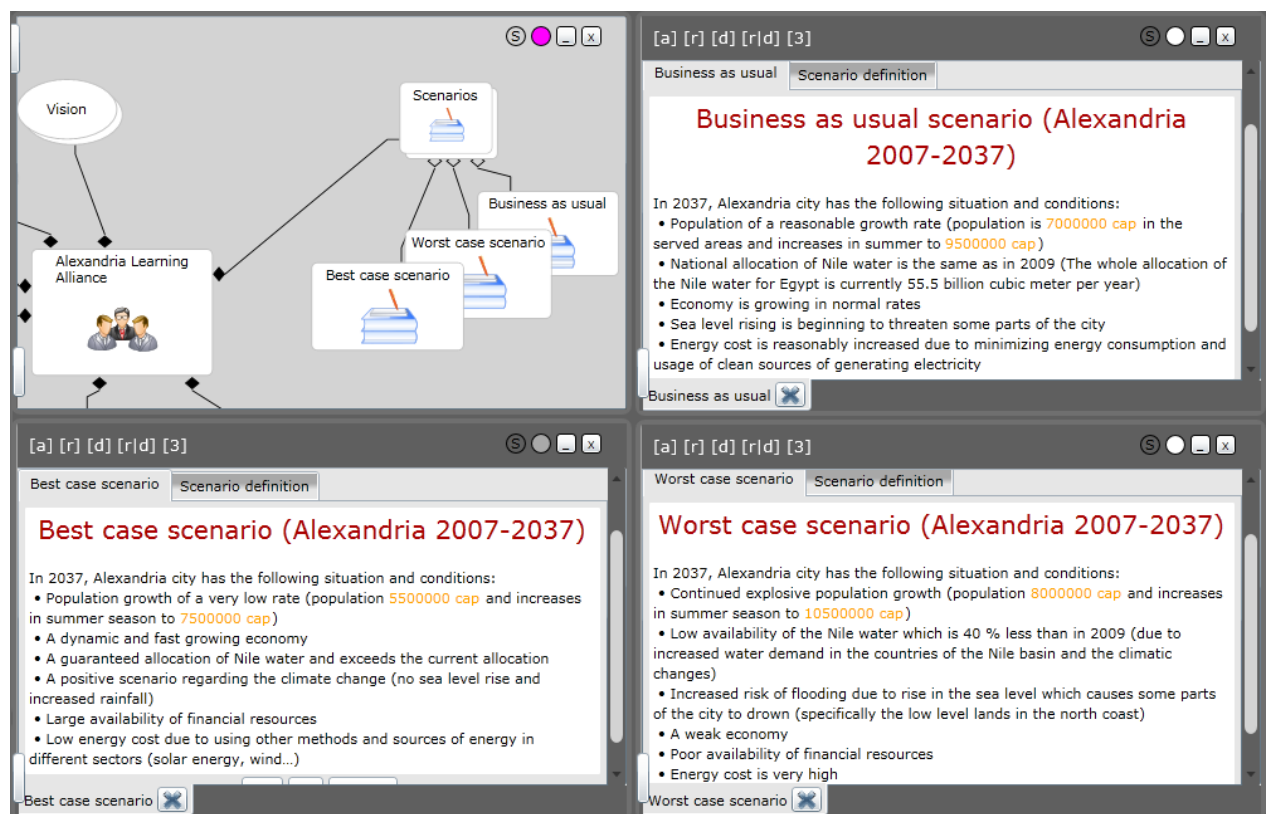 Ⓢ _ x
Vision
Scenarios
Business as usual
Worst case scenario
Best case scenario
Alexandria Learning
Alliance
[a] [r] [d] [r|d] [3] Ⓢ _ x
Business as usual Scenario definition
Business as usual scenario (Alexandria
2007-2037)
In 2037, Alexandria city has the following situation and conditions:
• Population of a reasonable growth rate (population is 7000000 cap in the
served areas and increases in summer to 9500000 cap)
• National allocation of Nile water is the same as in 2009 (The whole allocation of
the Nile water for Egypt is currently 55.5 billion cubic meter per year)
• Economy is growing in normal rates
• Sea level rising is beginning to threaten some parts of the city
• Energy cost is reasonably increased due to minimizing energy consumption and
usage of clean sources of generating electricity
Business as usual
[a] [r] [d] [r|d] [3] Ⓢ _ x
Best case scenario Scenario definition
Best case scenario (Alexandria 2007-2037)
In 2037, Alexandria city has the following situation and conditions:
• Population growth of a very low rate (population 5500000 cap and increases
in summer season to 7500000 cap)
• A dynamic and fast growing economy
• A guaranteed allocation of Nile water and exceeds the current allocation
• A positive scenario regarding the climate change (no sea level rise and
increased rainfall)
• Large availability of financial resources
• Low energy cost due to using other methods and sources of energy in
different sectors (solar energy, wind...)
Best case scenario
[a] [r] [d] [r|d] [3] Ⓢ _ x
Worst case scenario Scenario definition
Worst case scenario (Alexandria 2007-2037)
In 2037, Alexandria city has the following situation and conditions:
• Continued explosive population growth (population 8000000 cap and increases
in summer season to 10500000 cap)
• Low availability of the Nile water which is 40 % less than in 2009 (due to
increased water demand in the countries of the Nile basin and the climatic
changes)
• Increased risk of flooding due to rise in the sea level which causes some parts
of the city to drown (specifically the low level lands in the north coast)
• A weak economy
• Poor availability of financial resources
• Energy cost is very high
Worst case scenario